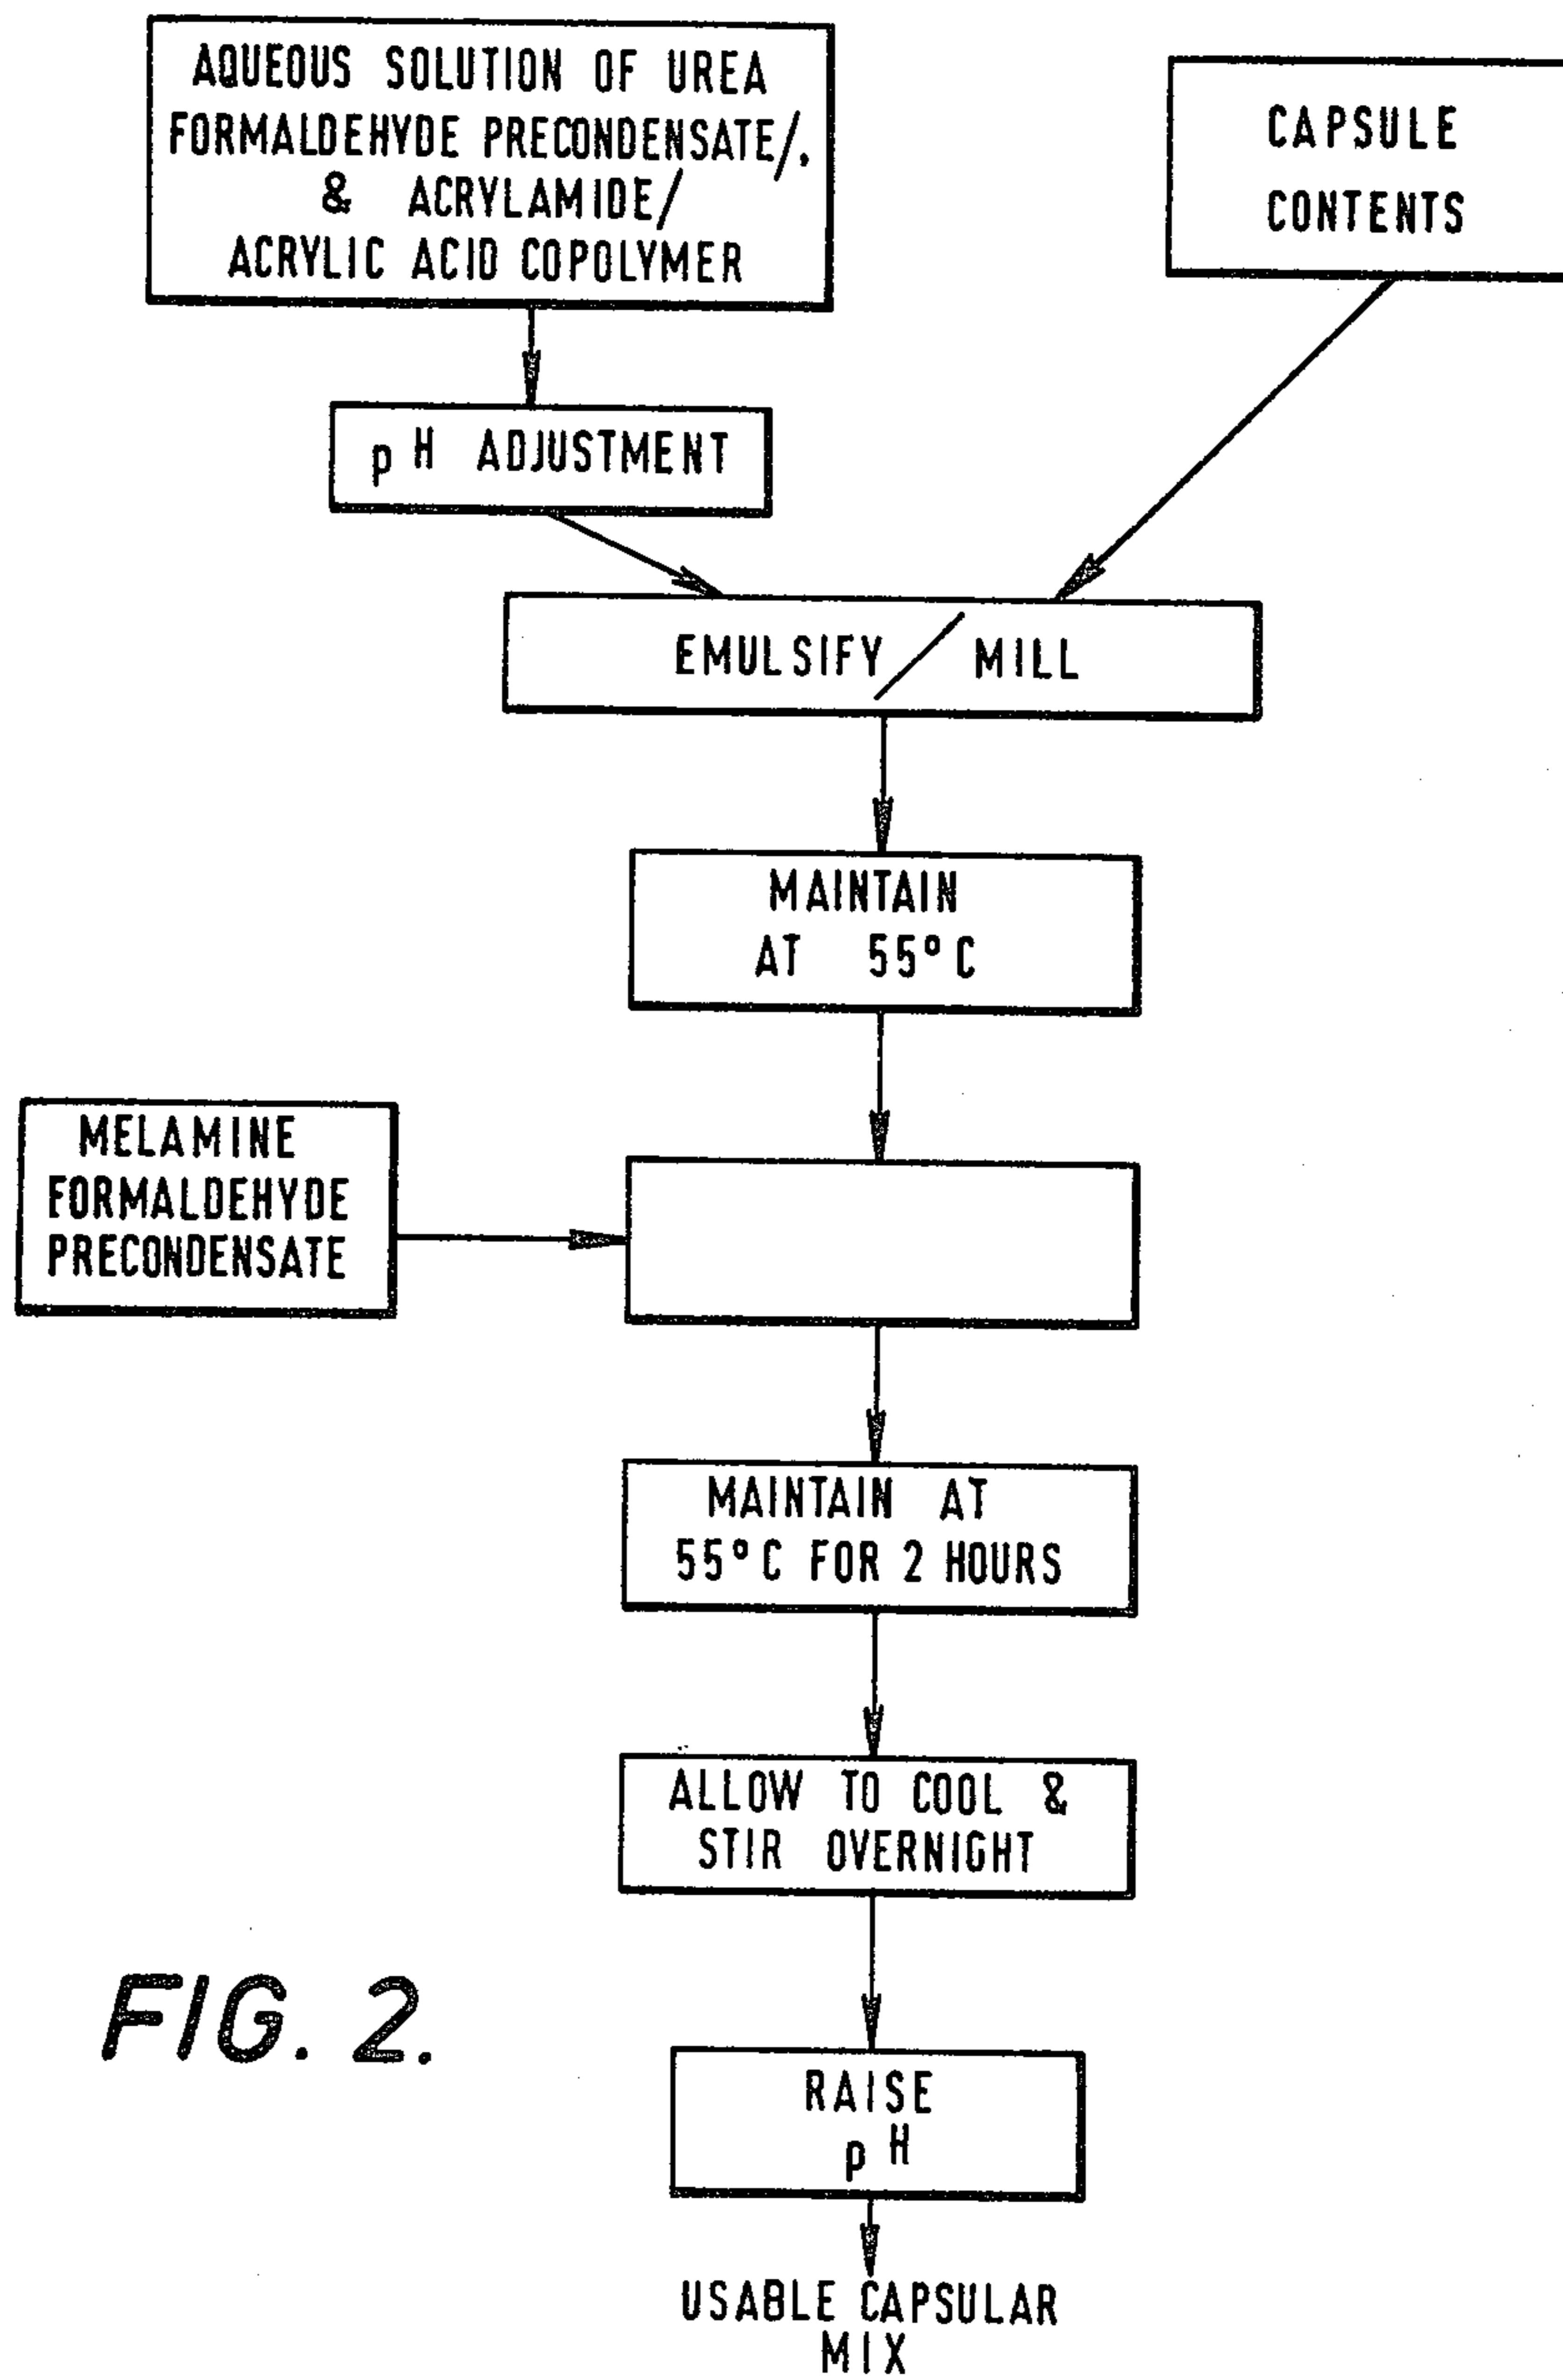 AQUEOUS SOLUTION OF UREA
FORMALDEHYDE PRECONDENSATE/.
& ACRYLAMIDE/
ACRYLIC ACID COPOLYMER
CAPSULE
CONTENTS
pH ADJUSTMENT
EMULSIFY / MILL
MAINTAIN
AT 55°C
MELAMINE
FORMALDEHYDE
PRECONDENSATE
MAINTAIN AT
55°C FOR 2 HOURS
ALLOW TO COOL &
STIR OVERNIGHT
RAISE
pH
USABLE CAPSULAR
MIX
FIG. 2.